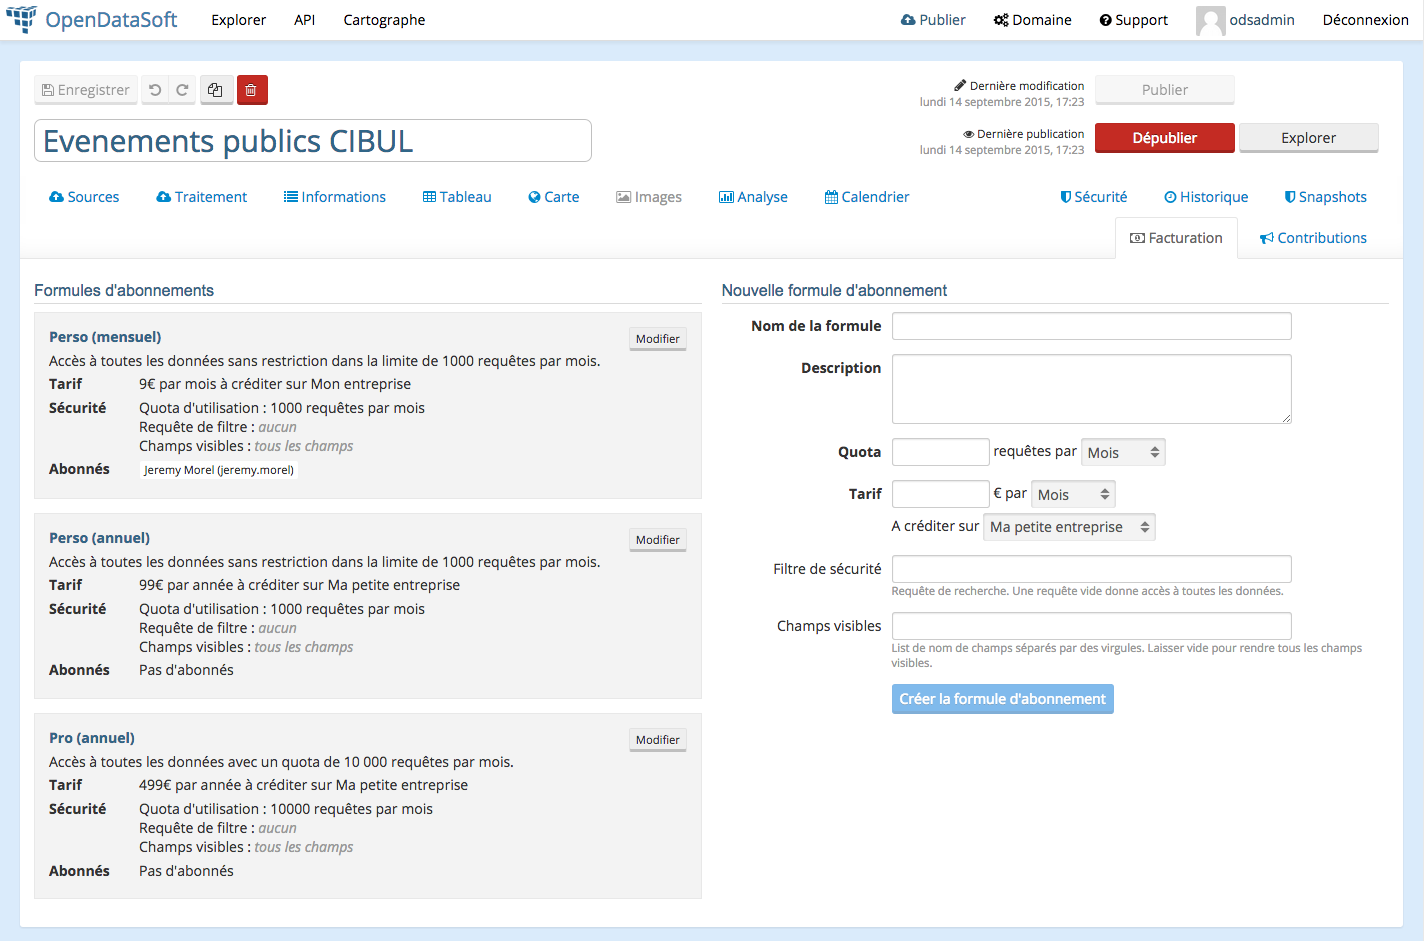 OpenDataSoft Explorer API Cartographe Publier Domaine Support odsadmin Déconnexion
Enregistrer
Dernière modification
lundi 14 septembre 2015, 17:23
Publier
Evenements publics CIBUL
Dernière publication
lundi 14 septembre 2015, 17:23
Dépublier Explorer
Sources Traitement Informations Tableau Carte Images Analyse Calendrier Sécurité Historique Snapshots
Facturation Contributions
Formules d'abonnements
Perso (mensuel) Modifier
Accès à toutes les données sans restriction dans la limite de 1000 requêtes par mois.
Tarif 9€ par mois à créditer sur Mon entreprise
Sécurité Quota d'utilisation : 1000 requêtes par mois
Requête de filtre : aucun
Champs visibles : tous les champs
Abonnés Jeremy Morel (jeremy.morel)
Perso (annuel) Modifier
Accès à toutes les données sans restriction dans la limite de 1000 requêtes par mois.
Tarif 99€ par année à créditer sur Ma petite entreprise
Sécurité Quota d'utilisation : 1000 requêtes par mois
Requête de filtre : aucun
Champs visibles : tous les champs
Abonnés Pas d'abonnés
Pro (annuel) Modifier
Accès à toutes les données avec un quota de 10 000 requêtes par mois.
Tarif 499€ par année à créditer sur Ma petite entreprise
Sécurité Quota d'utilisation : 10000 requêtes par mois
Requête de filtre : aucun
Champs visibles : tous les champs
Abonnés Pas d'abonnés
Nouvelle formule d'abonnement
Nom de la formule
Description
Quota requêtes par Mois
Tarif € par Mois
A créditer sur Ma petite entreprise
Filtre de sécurité
Requête de recherche. Une requête vide donne accès à toutes les données.
Champs visibles
List de nom de champs séparés par des virgules. Laisser vide pour rendre tous les champs
visibles.
Créer la formule d'abonnement